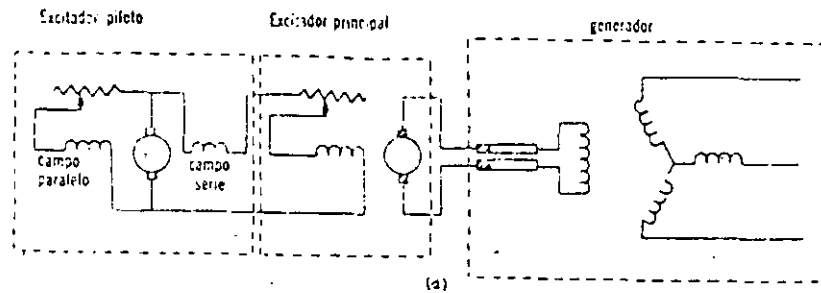 Excitador piloto
Excitador principal
generador
campo
paralelo
campo
serie
(a)